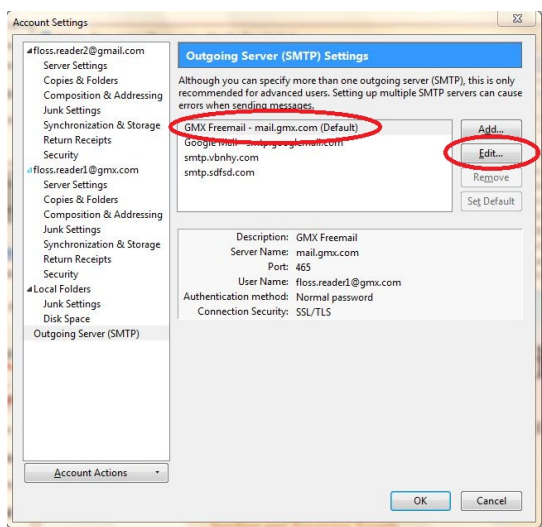 Account Settings
floss.reader2@gmail.com
Server Settings
Copies & Folders
Composition & Addressing
Junk Settings
Synchronization & Storage
Return Receipts
Security
floss.reader1@gmx.com
Server Settings
Copies & Folders
Composition & Addressing
Junk Settings
Synchronization & Storage
Return Receipts
Security
Local Folders
Junk Settings
Disk Space
Outgoing Server (SMTP)
Account Actions
Outgoing Server (SMTP) Settings
Although you can specify more than one outgoing server (SMTP), this is only
recommended for advanced users. Setting up multiple SMTP servers can cause
errors when sending messages.
GMX Freemail - mail.gmx.com (Default)
Google Mail - smtp.googlemail.com
smtp.vbnhy.com
smtp.sdfsd.com
Add...
Edit...
Remove
Set Default
Description: GMX Freemail
Server Name: mail.gmx.com
Port: 465
User Name: floss.reader1@gmx.com
Authentication method: Normal password
Connection Security: SSL/TLS
OK
Cancel